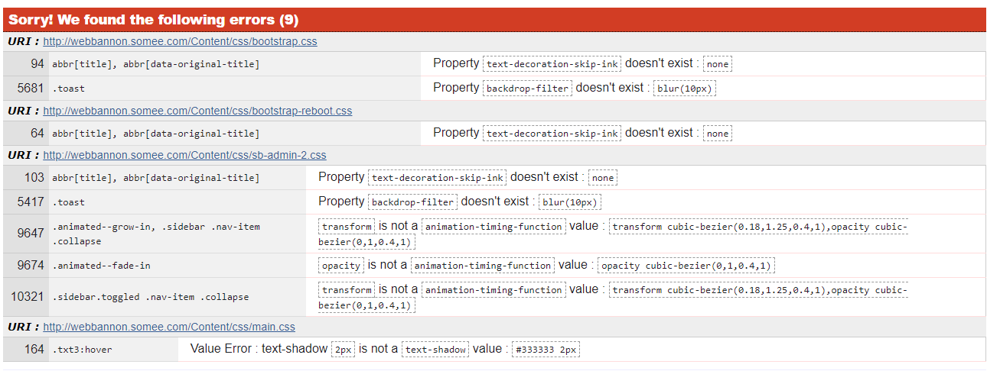 Sorry! We found the following errors (9)
URI : http://webbannon.somee.com/Content/css/bootstrap.css
94 abbr[title], abbr[data-original-title] Property text-decoration-skip-ink doesn't exist : none
5681 .toast Property backdrop-filter doesn't exist : blur(10px)
URI : http://webbannon.somee.com/Content/css/bootstrap-reboot.css
64 abbr[title], abbr[data-original-title] Property text-decoration-skip-ink doesn't exist : none
URI : http://webbannon.somee.com/Content/css/sb-admin-2.css
103 abbr[title], abbr[data-original-title] Property text-decoration-skip-ink doesn't exist : none
5417 .toast Property backdrop-filter doesn't exist : blur(10px)
9647 .animated--grow-in, .sidebar .nav-item
.collapse
transform is not a animation-timing-function value : transform cubic-bezier(0.18,1.25,0.4,1),opacity cubic-
bezier(0,1,0.4,1)
9674 .animated--fade-in opacity is not a animation-timing-function value : opacity cubic-bezier(0,1,0.4,1)
10321 .sidebar.toggled .nav-item .collapse transform is not a animation-timing-function value : transform cubic-bezier(0.18,1.25,0.4,1),opacity cubic-
bezier(0,1,0.4,1)
URI : http://webbannon.somee.com/Content/css/main.css
164 .txt3:hover Value Error : text-shadow 2px is not a text-shadow value : #333333 2px